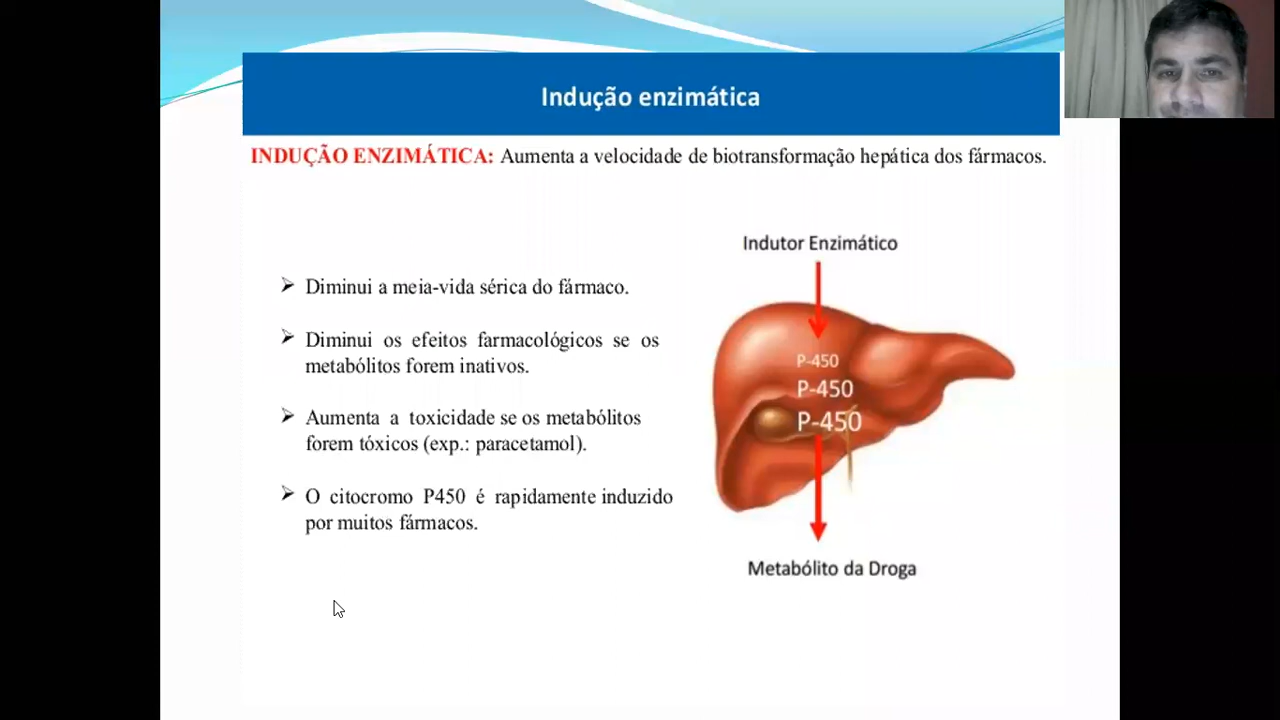 Indução enzimática
INDUÇÃO ENZIMÁTICA: Aumenta a velocidade de biotransformação hepática dos fármacos.
Diminui a meia-vida sérica do fármaco.
Diminui os efeitos farmacológicos se os
metabólitos forem inativos.
Aumenta a toxicidade se os metabólitos
forem tóxicos (exp.: paracetamol).
O citocromo P450 é rapidamente induzido
por muitos fármacos.
Indutor Enzimático
P-450
P-450
P-450
Metabólito da Droga